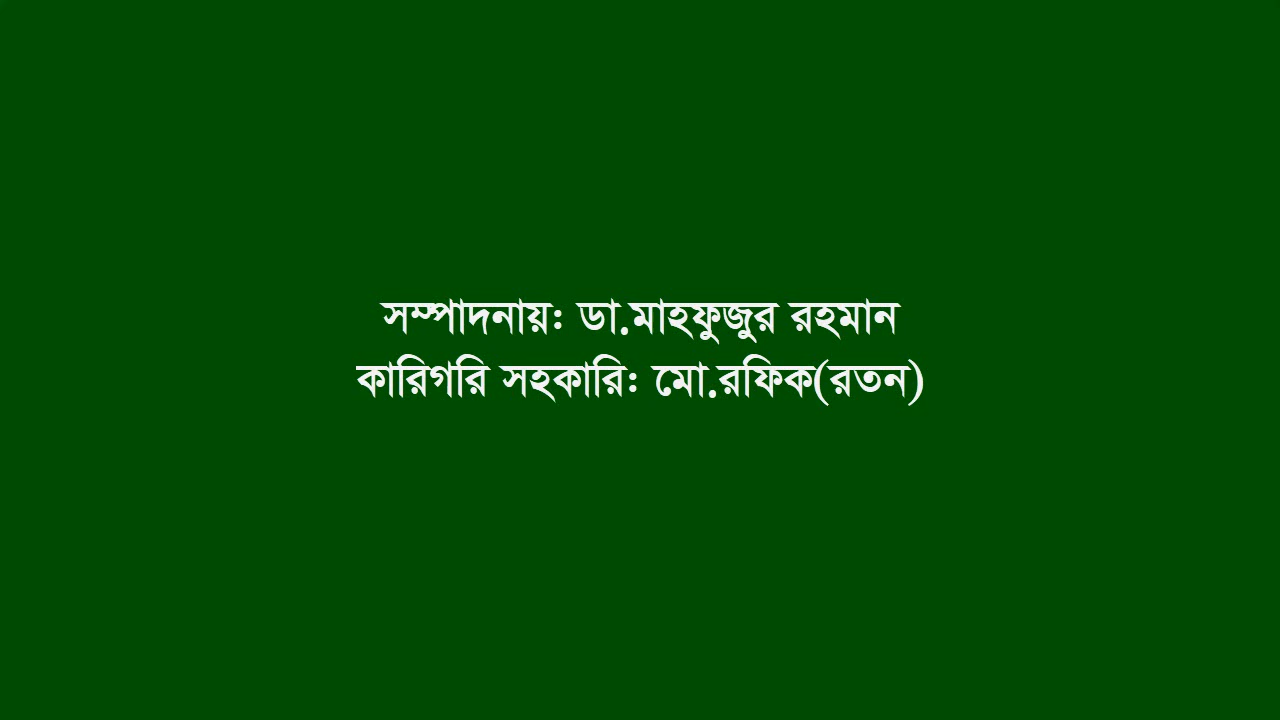 সম্পাদনায়: ডা.মাহফুজুর রহমান
কারিগরি সহকারি: মো.রফিক(রতন)